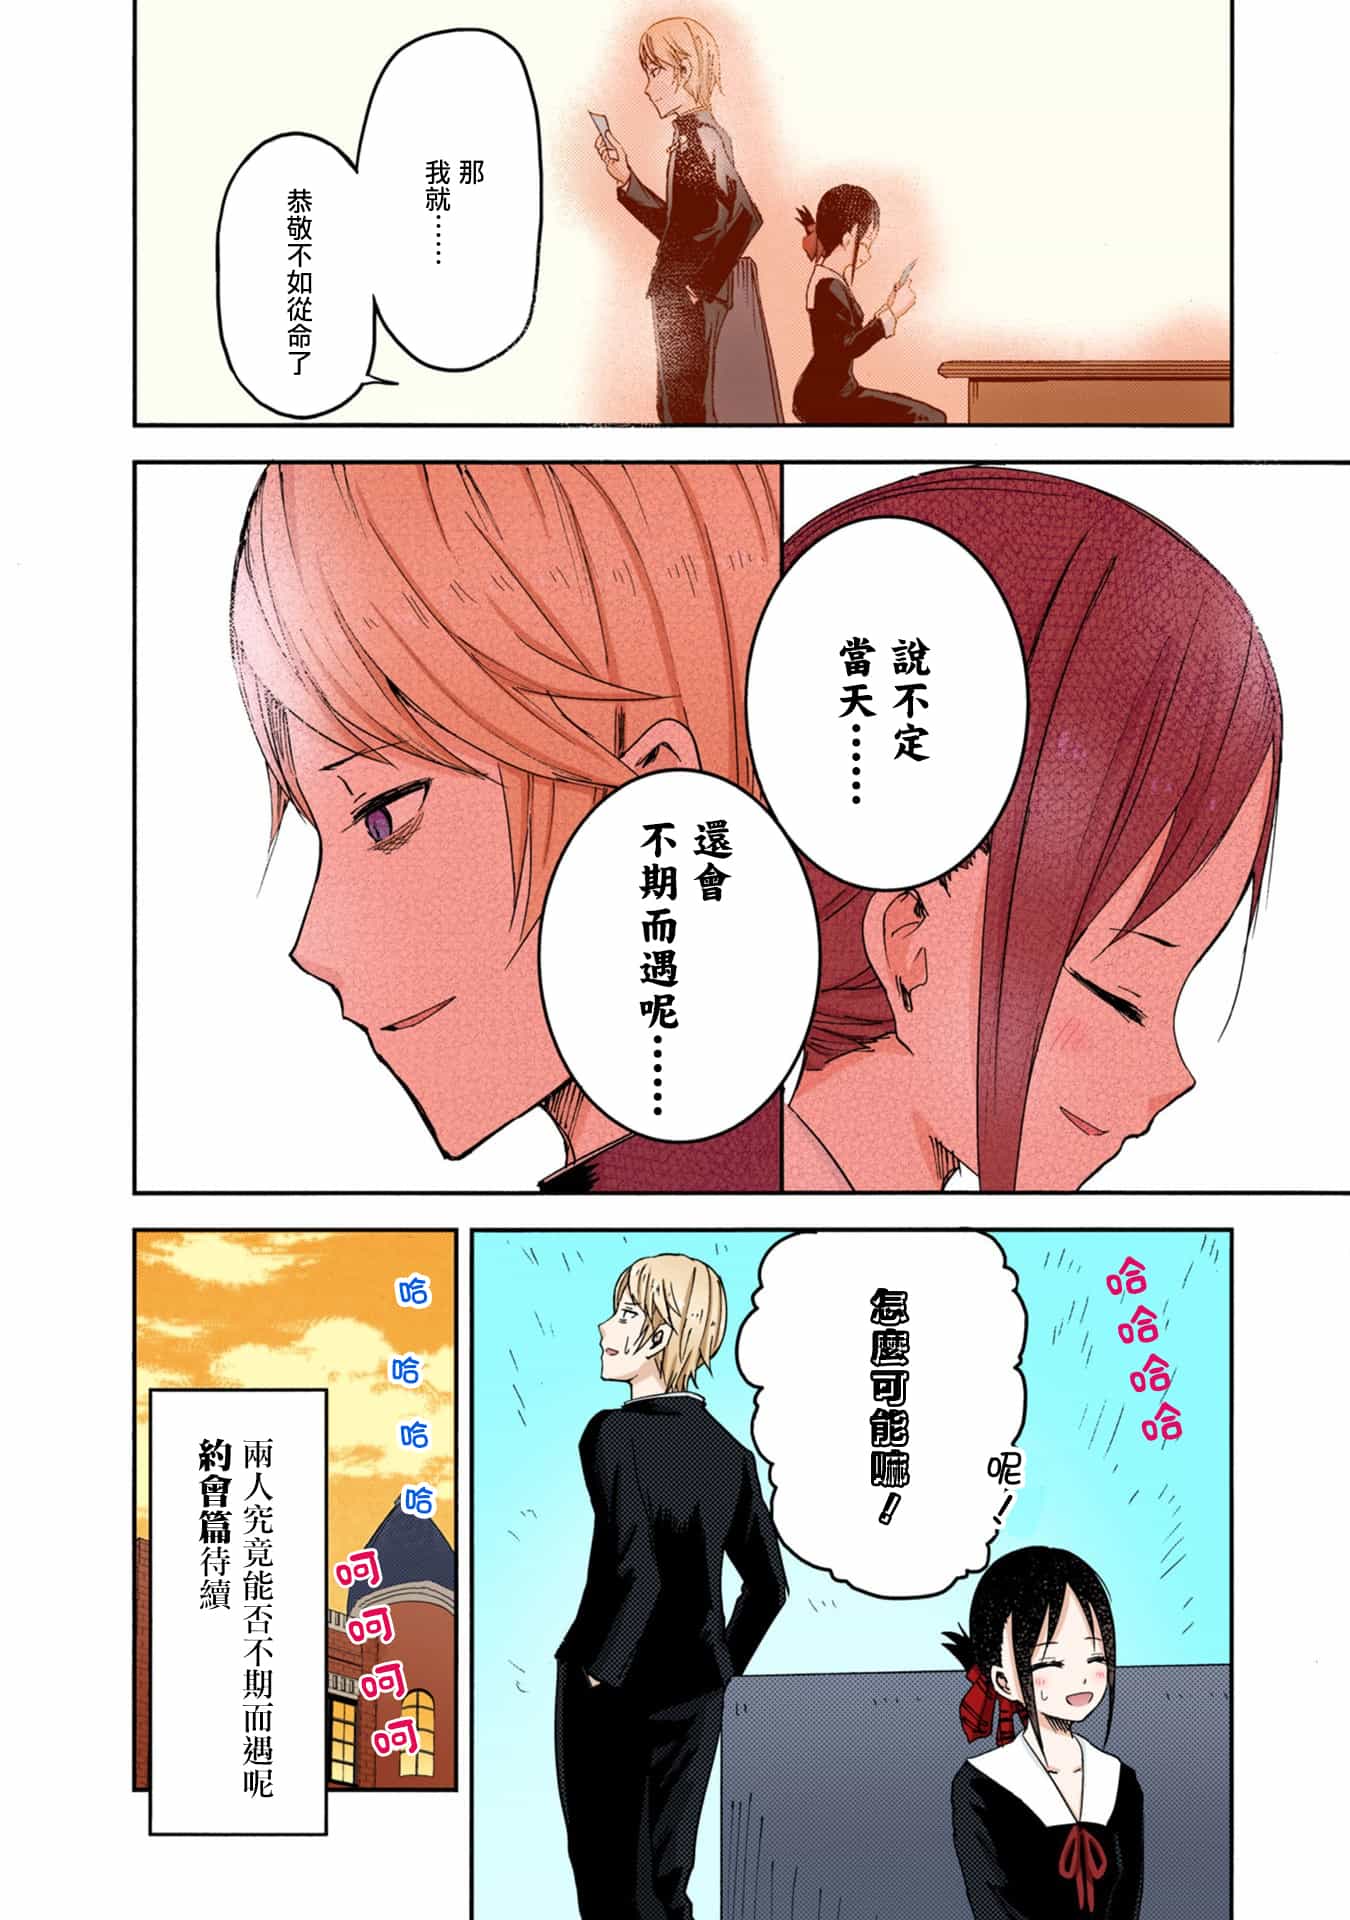 那
我就……
恭敬不如從命了
說不定
當天……
還會
不期而遇呢……
怎麼可能嘛！
呢！
哈哈哈哈
哈哈哈哈
呵呵呵呵
兩人究竟能否不期而遇呢
約會篇待續